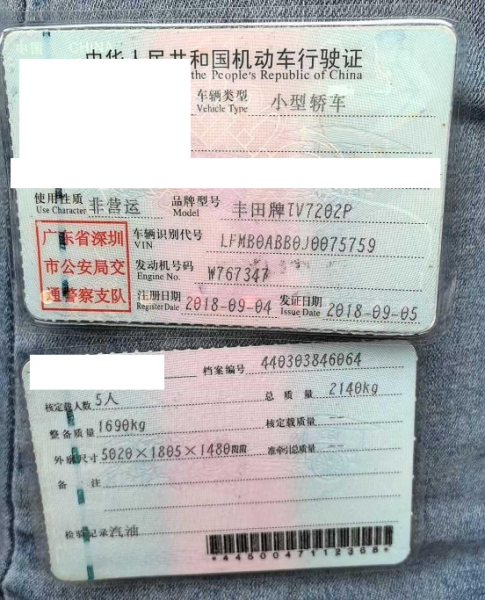 中华人民共和国机动车行驶证
the People's Republic of China
车辆类型 小型轿车
Vehicle Type
使用性质 非营运 品牌型号 丰田牌TV7202P
Use Character Model
广东省深圳
市公安局交
通警察支队
车辆识别代号 LFMB0ABB0J0075759
VIN
发动机号码 W767347
Engine No.
注册日期 2018-09-04 发证日期 2018-09-05
Register Date Issue Date
档案编号 440303846064
核定载人数 5人 总质量 2140kg
整备质量 1690kg 核定载质量
外廓尺寸 5020×1805×1480㎜ 准牵引总质量
备注
检验记录 汽油
*4450047112368*